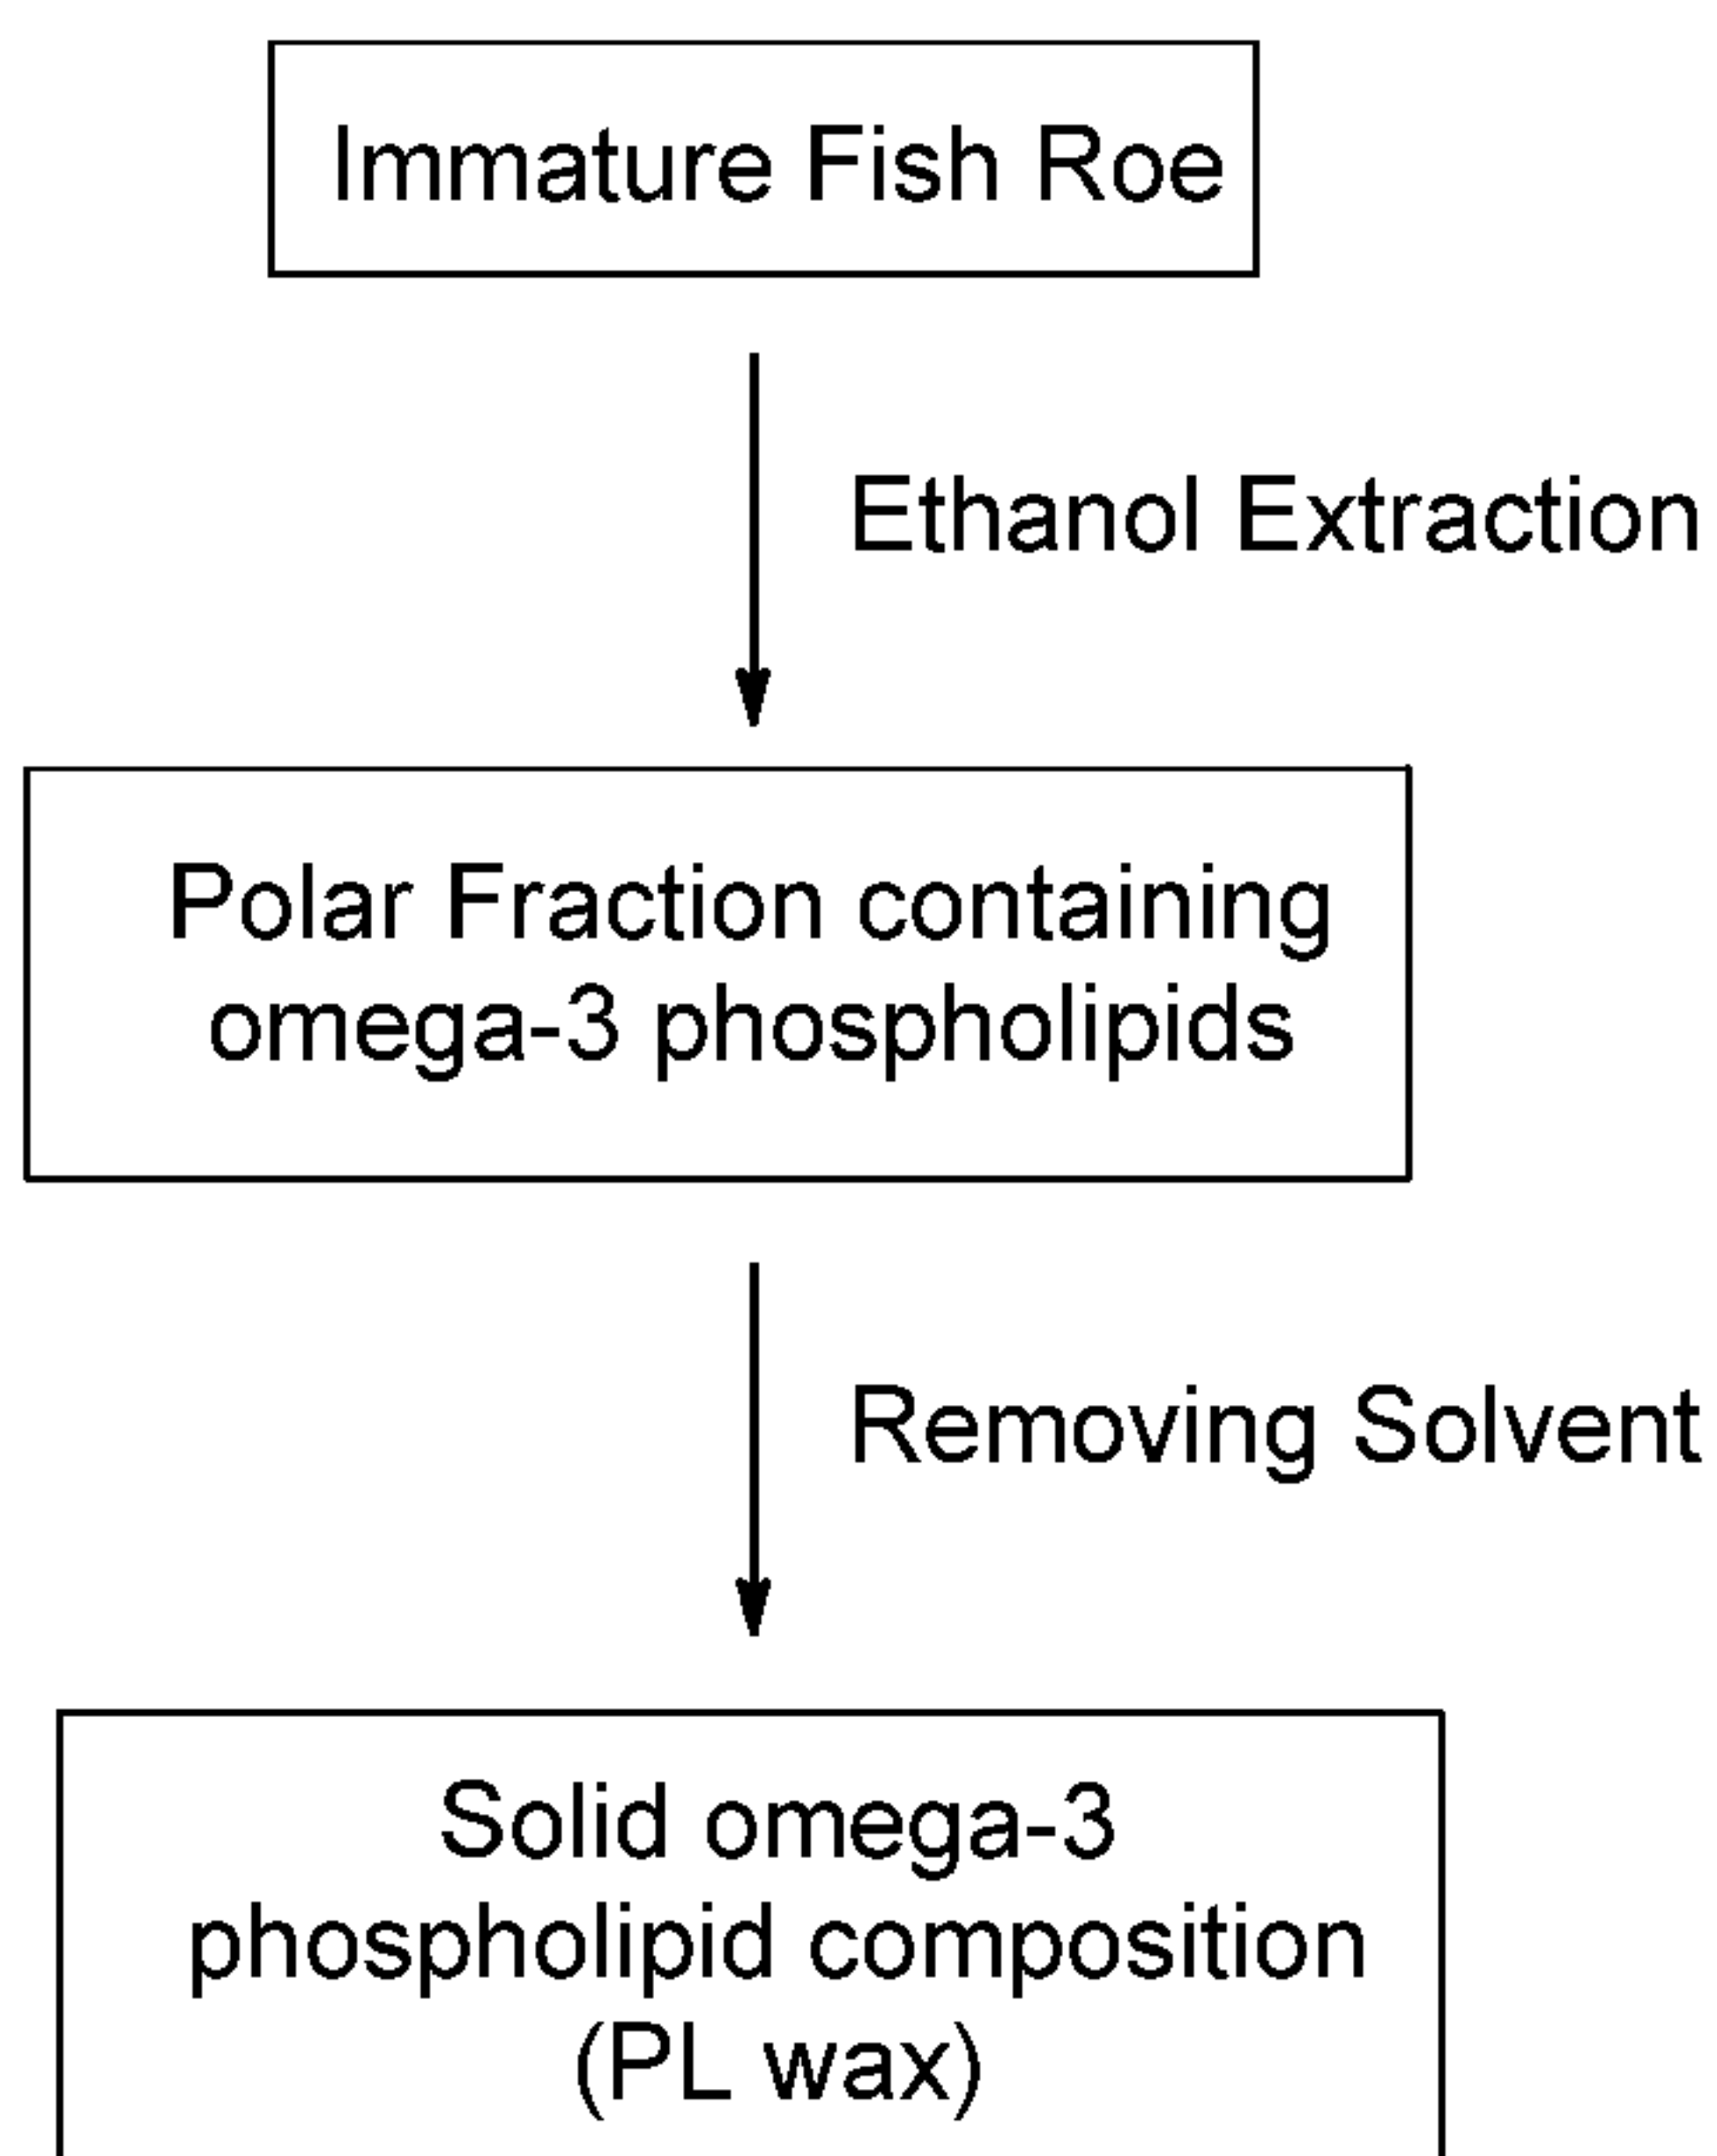 Immature Fish Roe
Ethanol Extraction
Polar Fraction containing
omega-3 phospholipids
Removing Solvent
Solid omega-3
phospholipid composition
(PL wax)